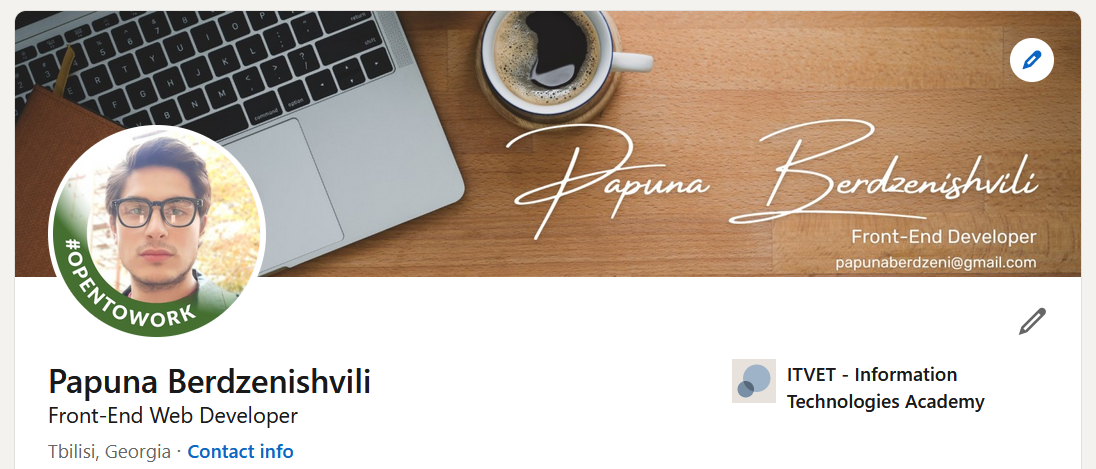 Papuna Berdzenishvili
Front-End Developer
papunaberdzeni@gmail.com
#OPENTOWORK
Papuna Berdzenishvili
Front-End Web Developer
Tbilisi, Georgia · Contact info
ITVET - Information
Technologies Academy